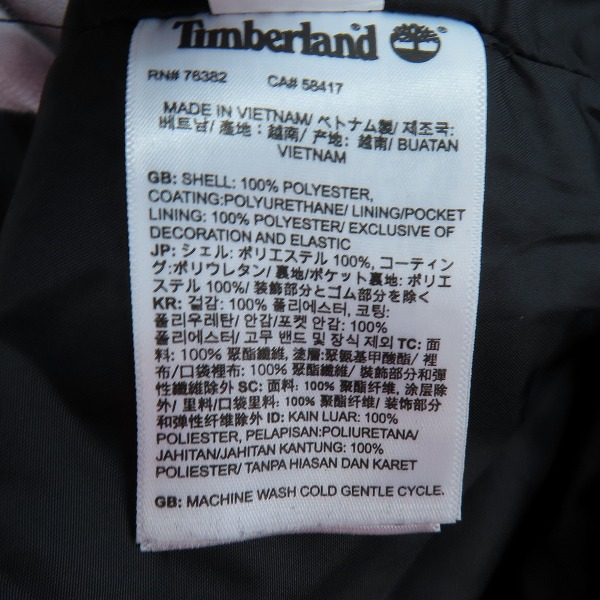 Timberland
RN# 76382 CA# 58417
MADE IN VIETNAM/ ベトナム製/ 제조국:
베트남/ 產地：越南/ 产地：越南/ BUATAN
VIETNAM
GB: SHELL: 100% POLYESTER,
COATING:POLYURETHANE/ LINING/POCKET
LINING: 100% POLYESTER/ EXCLUSIVE OF
DECORATION AND ELASTIC
JP: シェル: ポリエステル 100%, コーティン
グ:ポリウレタン/ 裏地/ポケット裏地: ポリエ
ステル 100%/ 装飾部分とゴム部分を除く
KR: 겉감: 100% 폴리에스터, 코팅:
폴리우레탄/ 안감/포켓 안감: 100%
폴리에스터/ 고무 밴드 및 장식 제외 TC: 面
料: 100% 聚酯纖維, 塗層:聚氨基甲酸酯/ 裡
布/口袋裡布: 100% 聚酯纖維/ 裝飾部分和彈
性纖維除外 SC: 面料: 100% 聚酯纤维, 涂层除
外/ 里料/口袋里料: 100% 聚酯纤维/ 装饰部分
和弹性纤维除外 ID: KAIN LUAR: 100%
POLIESTER, PELAPISAN:POLIURETANA/
JAHITAN/JAHITAN KANTUNG: 100%
POLIESTER/ TANPA HIASAN DAN KARET
GB: MACHINE WASH COLD GENTLE CYCLE.